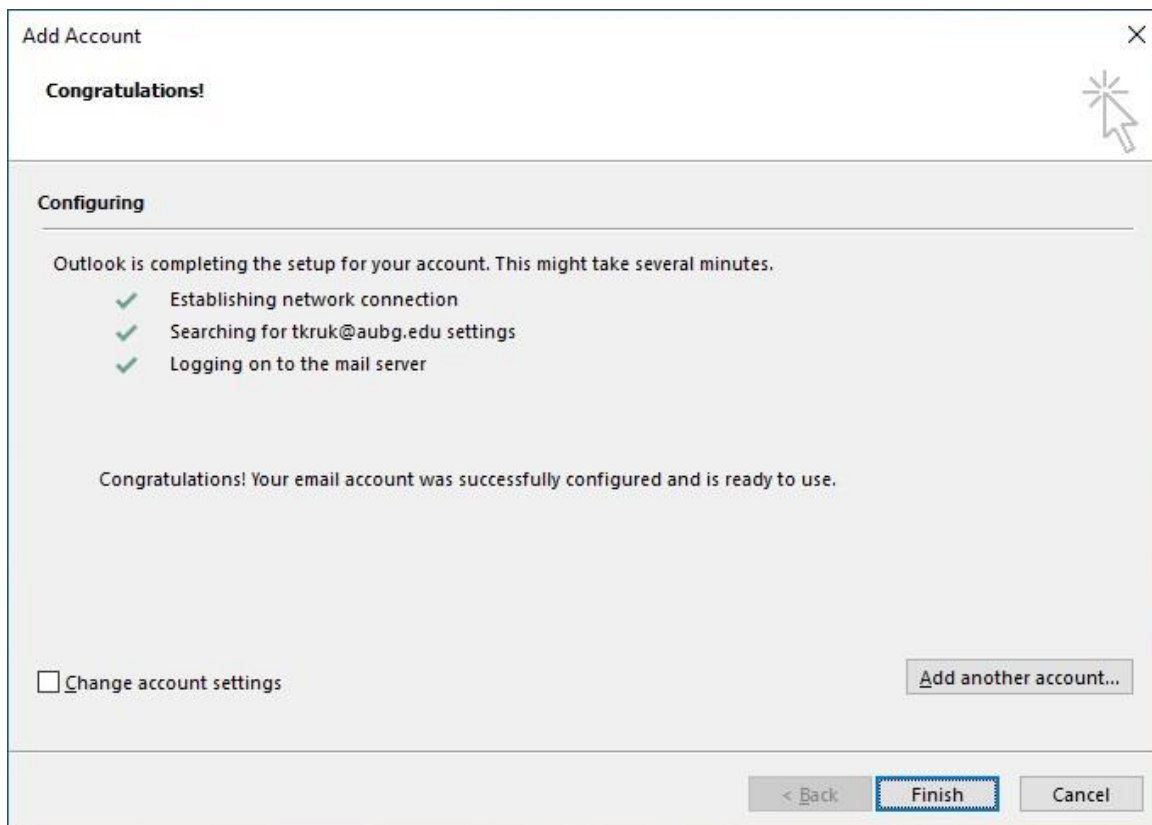 Add Account
Congratulations!
Configuring
Outlook is completing the setup for your account. This might take several minutes.
Establishing network connection
Searching for tkruk@aubg.edu settings
Logging on to the mail server
Congratulations! Your email account was successfully configured and is ready to use.
Change account settings
Add another account...
< Back
Finish
Cancel